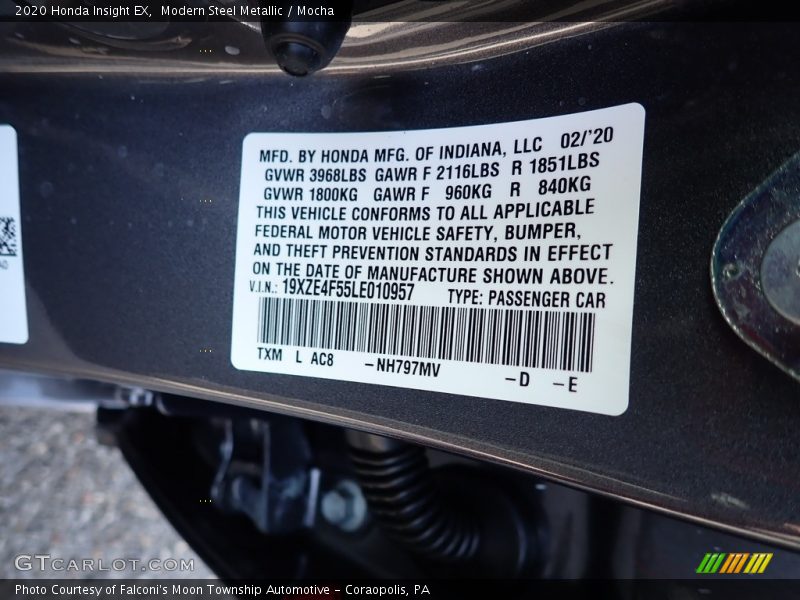 2020 Honda Insight EX,  Modern Steel Metallic / Mocha
MFD. BY HONDA MFG. OF INDIANA, LLC 02/'20
GVWR 3968LBS GAWR F 2116LBS R 1851LBS
GVWR 1800KG GAWR F 960KG R 840KG
THIS VEHICLE CONFORMS TO ALL APPLICABLE
FEDERAL MOTOR VEHICLE SAFETY, BUMPER,
AND THEFT PREVENTION STANDARDS IN EFFECT
ON THE DATE OF MANUFACTURE SHOWN ABOVE.
V.I.N.: 19XZE4F55LE010957 TYPE: PASSENGER CAR
TXM L AC8 –NH797MV –D –E
GTCARLOT.COM
Photo Courtesy of Falconi's Moon Township Automotive – Coraopolis, PA